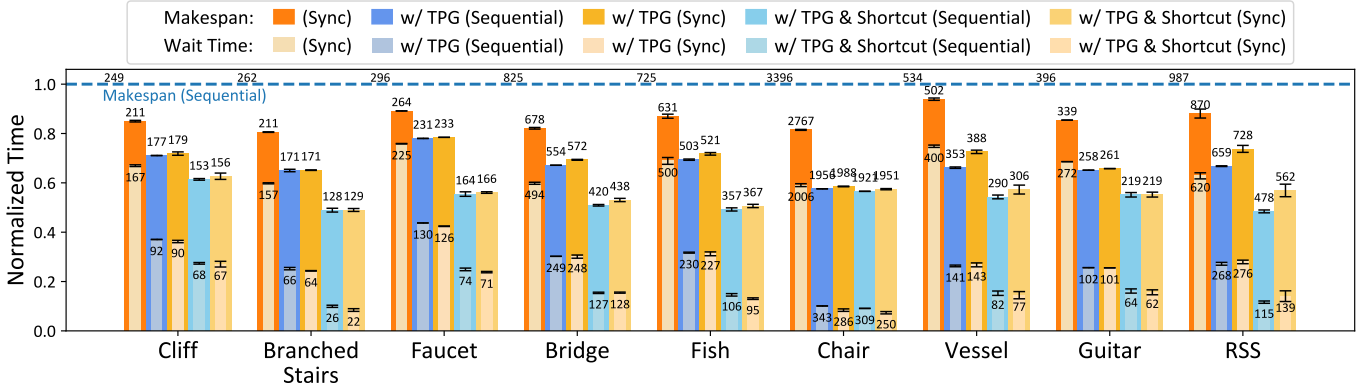 Makespan: (Sync) w/ TPG (Sequential) w/ TPG (Sync) w/ TPG & Shortcut (Sequential) w/ TPG & Shortcut (Sync)
Wait Time: (Sync) w/ TPG (Sequential) w/ TPG (Sync) w/ TPG & Shortcut (Sequential) w/ TPG & Shortcut (Sync)
249 262 296 825 725 3396 534 396 987
Makespan (Sequential)
Normalized Time
1.0
0.8
0.6
0.4
0.2
0.0
211 177 179 153 156
167 92 90 68 67
211 171 171 128 129
157 66 64 26 22
264 231 233 164 166
225 130 126 74 71
678 554 572 420 438
494 249 248 127 128
631 503 521 357 367
500 230 227 106 95
2767 1956 1988 1921 1951
2006 343 286 309 250
502 353 388 290 306
400 141 143 82 77
339 258 261 219 219
272 102 101 64 62
870 659 728 478 562
620 268 276 115 139
Cliff Branched Faucet Bridge Fish Chair Vessel Guitar RSS
Stairs